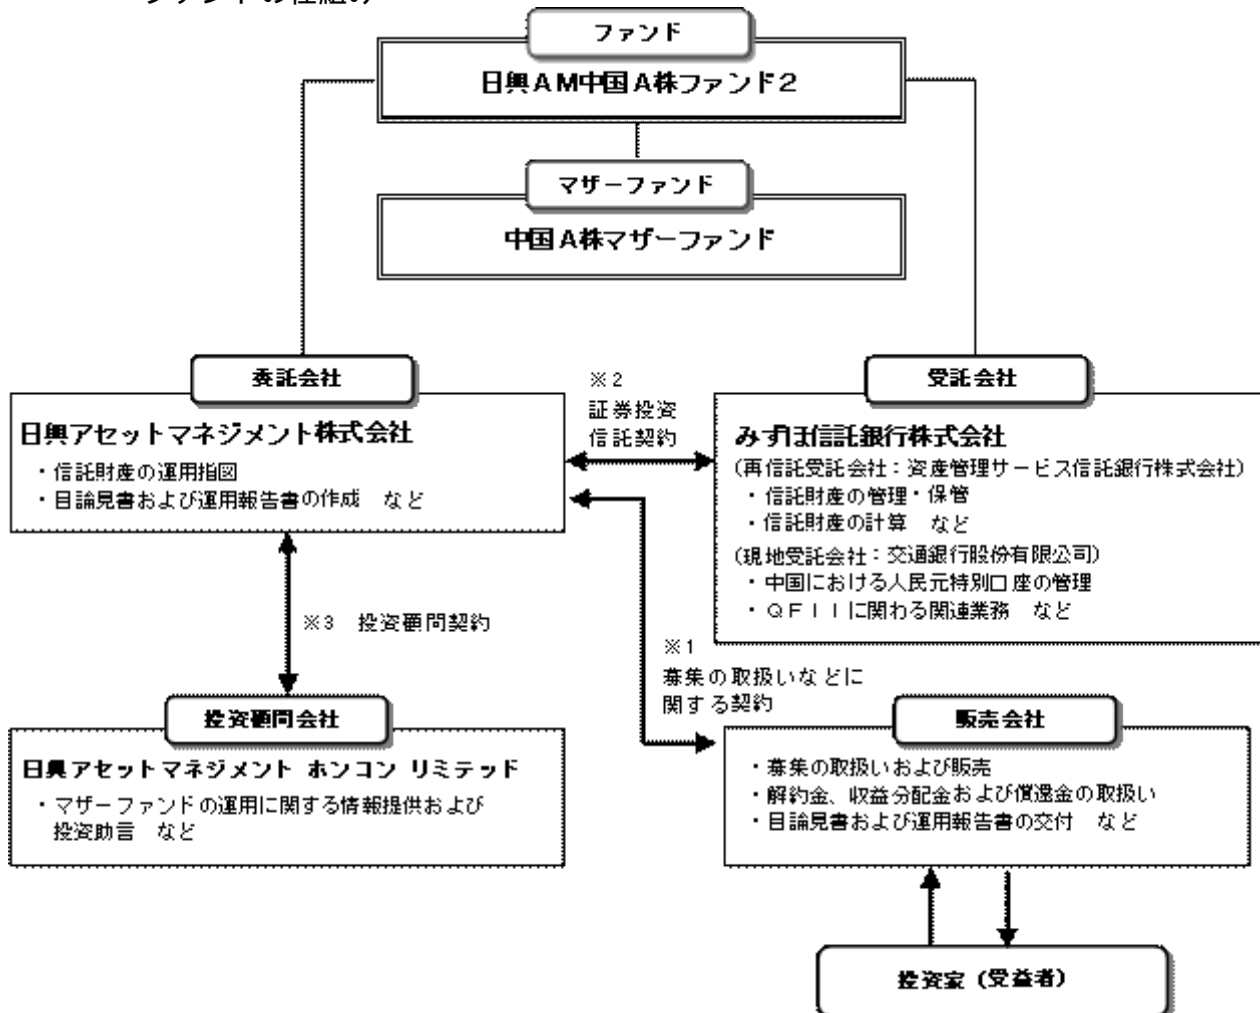 ファンドの仕組み
ファンド
日興AM中国A株ファンド2
マザーファンド
中国A株マザーファンド
委託会社
日興アセットマネジメント株式会社
・信託財産の運用指図
・目論見書および運用報告書の作成 など
※2
証券投資
信託契約
受託会社
みずほ信託銀行株式会社
(再信託受託会社：資産管理サービス信託銀行株式会社)
・信託財産の管理・保管
・信託財産の計算 など
(現地受託会社：交通銀行股份有限公司)
・中国における人民元特別口座の管理
・QFIIに関わる関連業務 など
※3 投資顧問契約
※1
募集の取扱いなどに
関する契約
投資顧問会社
日興アセットマネジメント ホンコン リミテッド
・マザーファンドの運用に関する情報提供および
投資助言 など
販売会社
・募集の取扱いおよび販売
・解約金、収益分配金および償還金の取扱い
・目論見書および運用報告書の交付 など
投資家（受益者）